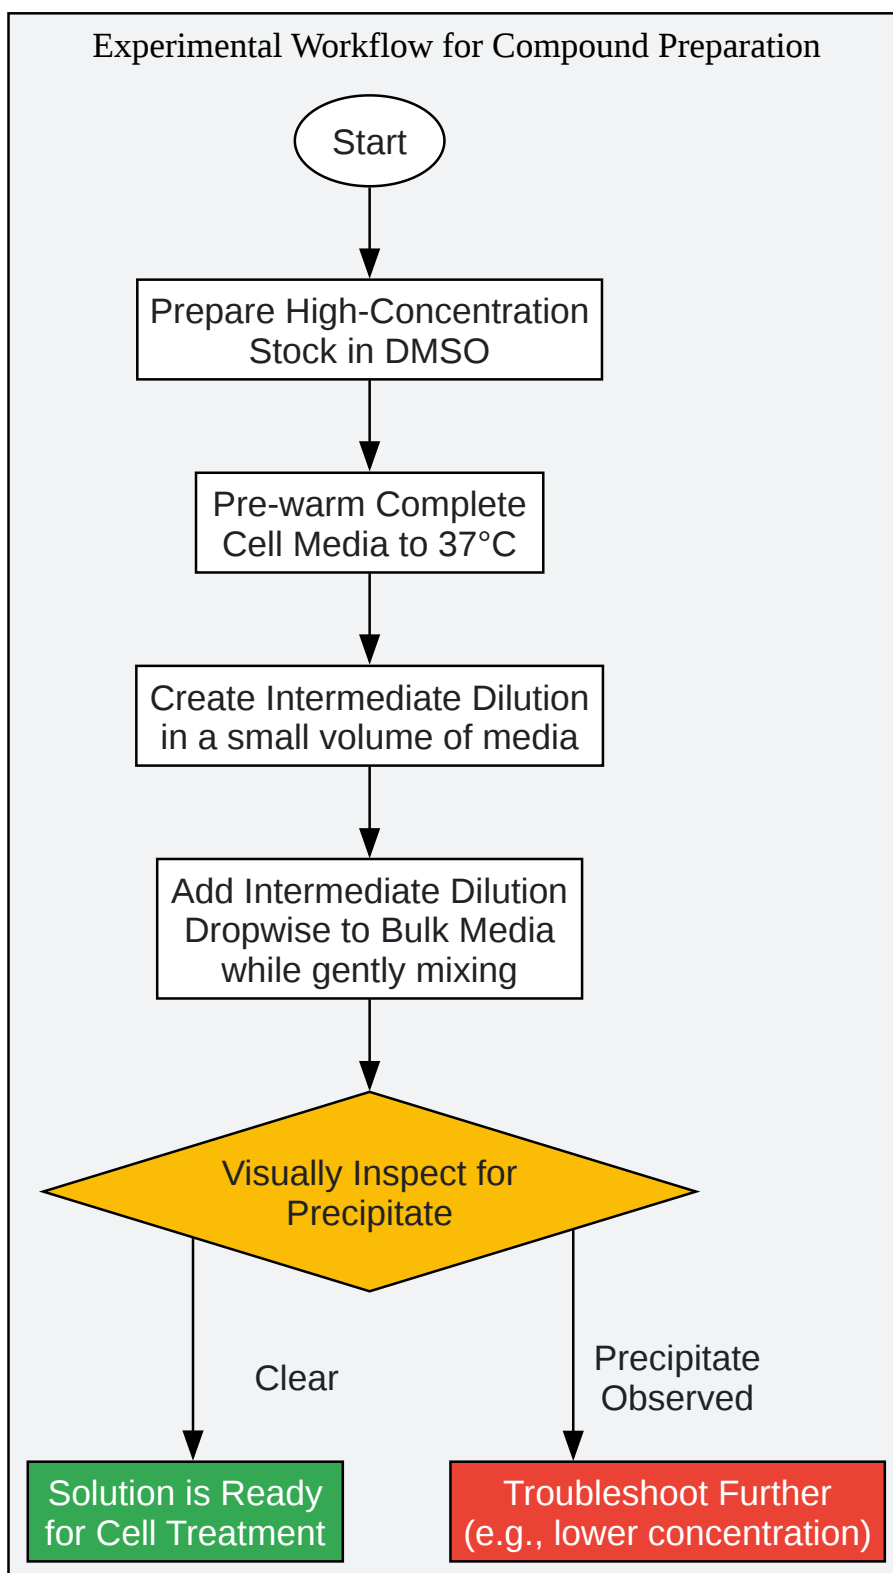 Experimental Workflow for Compound Preparation
Start
Prepare High-Concentration
Stock in DMSO
Pre-warm Complete
Cell Media to 37°C
Create Intermediate Dilution
in a small volume of media
Add Intermediate Dilution
Dropwise to Bulk Media
while gently mixing
Visually Inspect for
Precipitate
Clear
Precipitate
Observed
Solution is Ready
for Cell Treatment
Troubleshoot Further
(e.g., lower concentration)